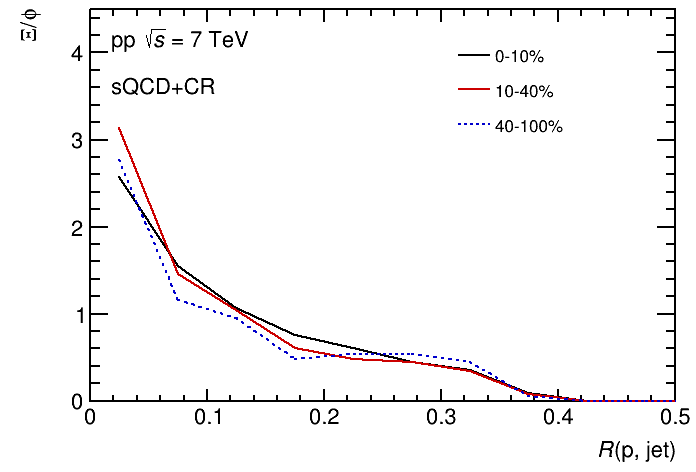 Ξ/φ
pp √s = 7 TeV
sQCD+CR
0-10%
10-40%
40-100%
4
3
2
1
0
0 0.1 0.2 0.3 0.4 0.5
R(p, jet)